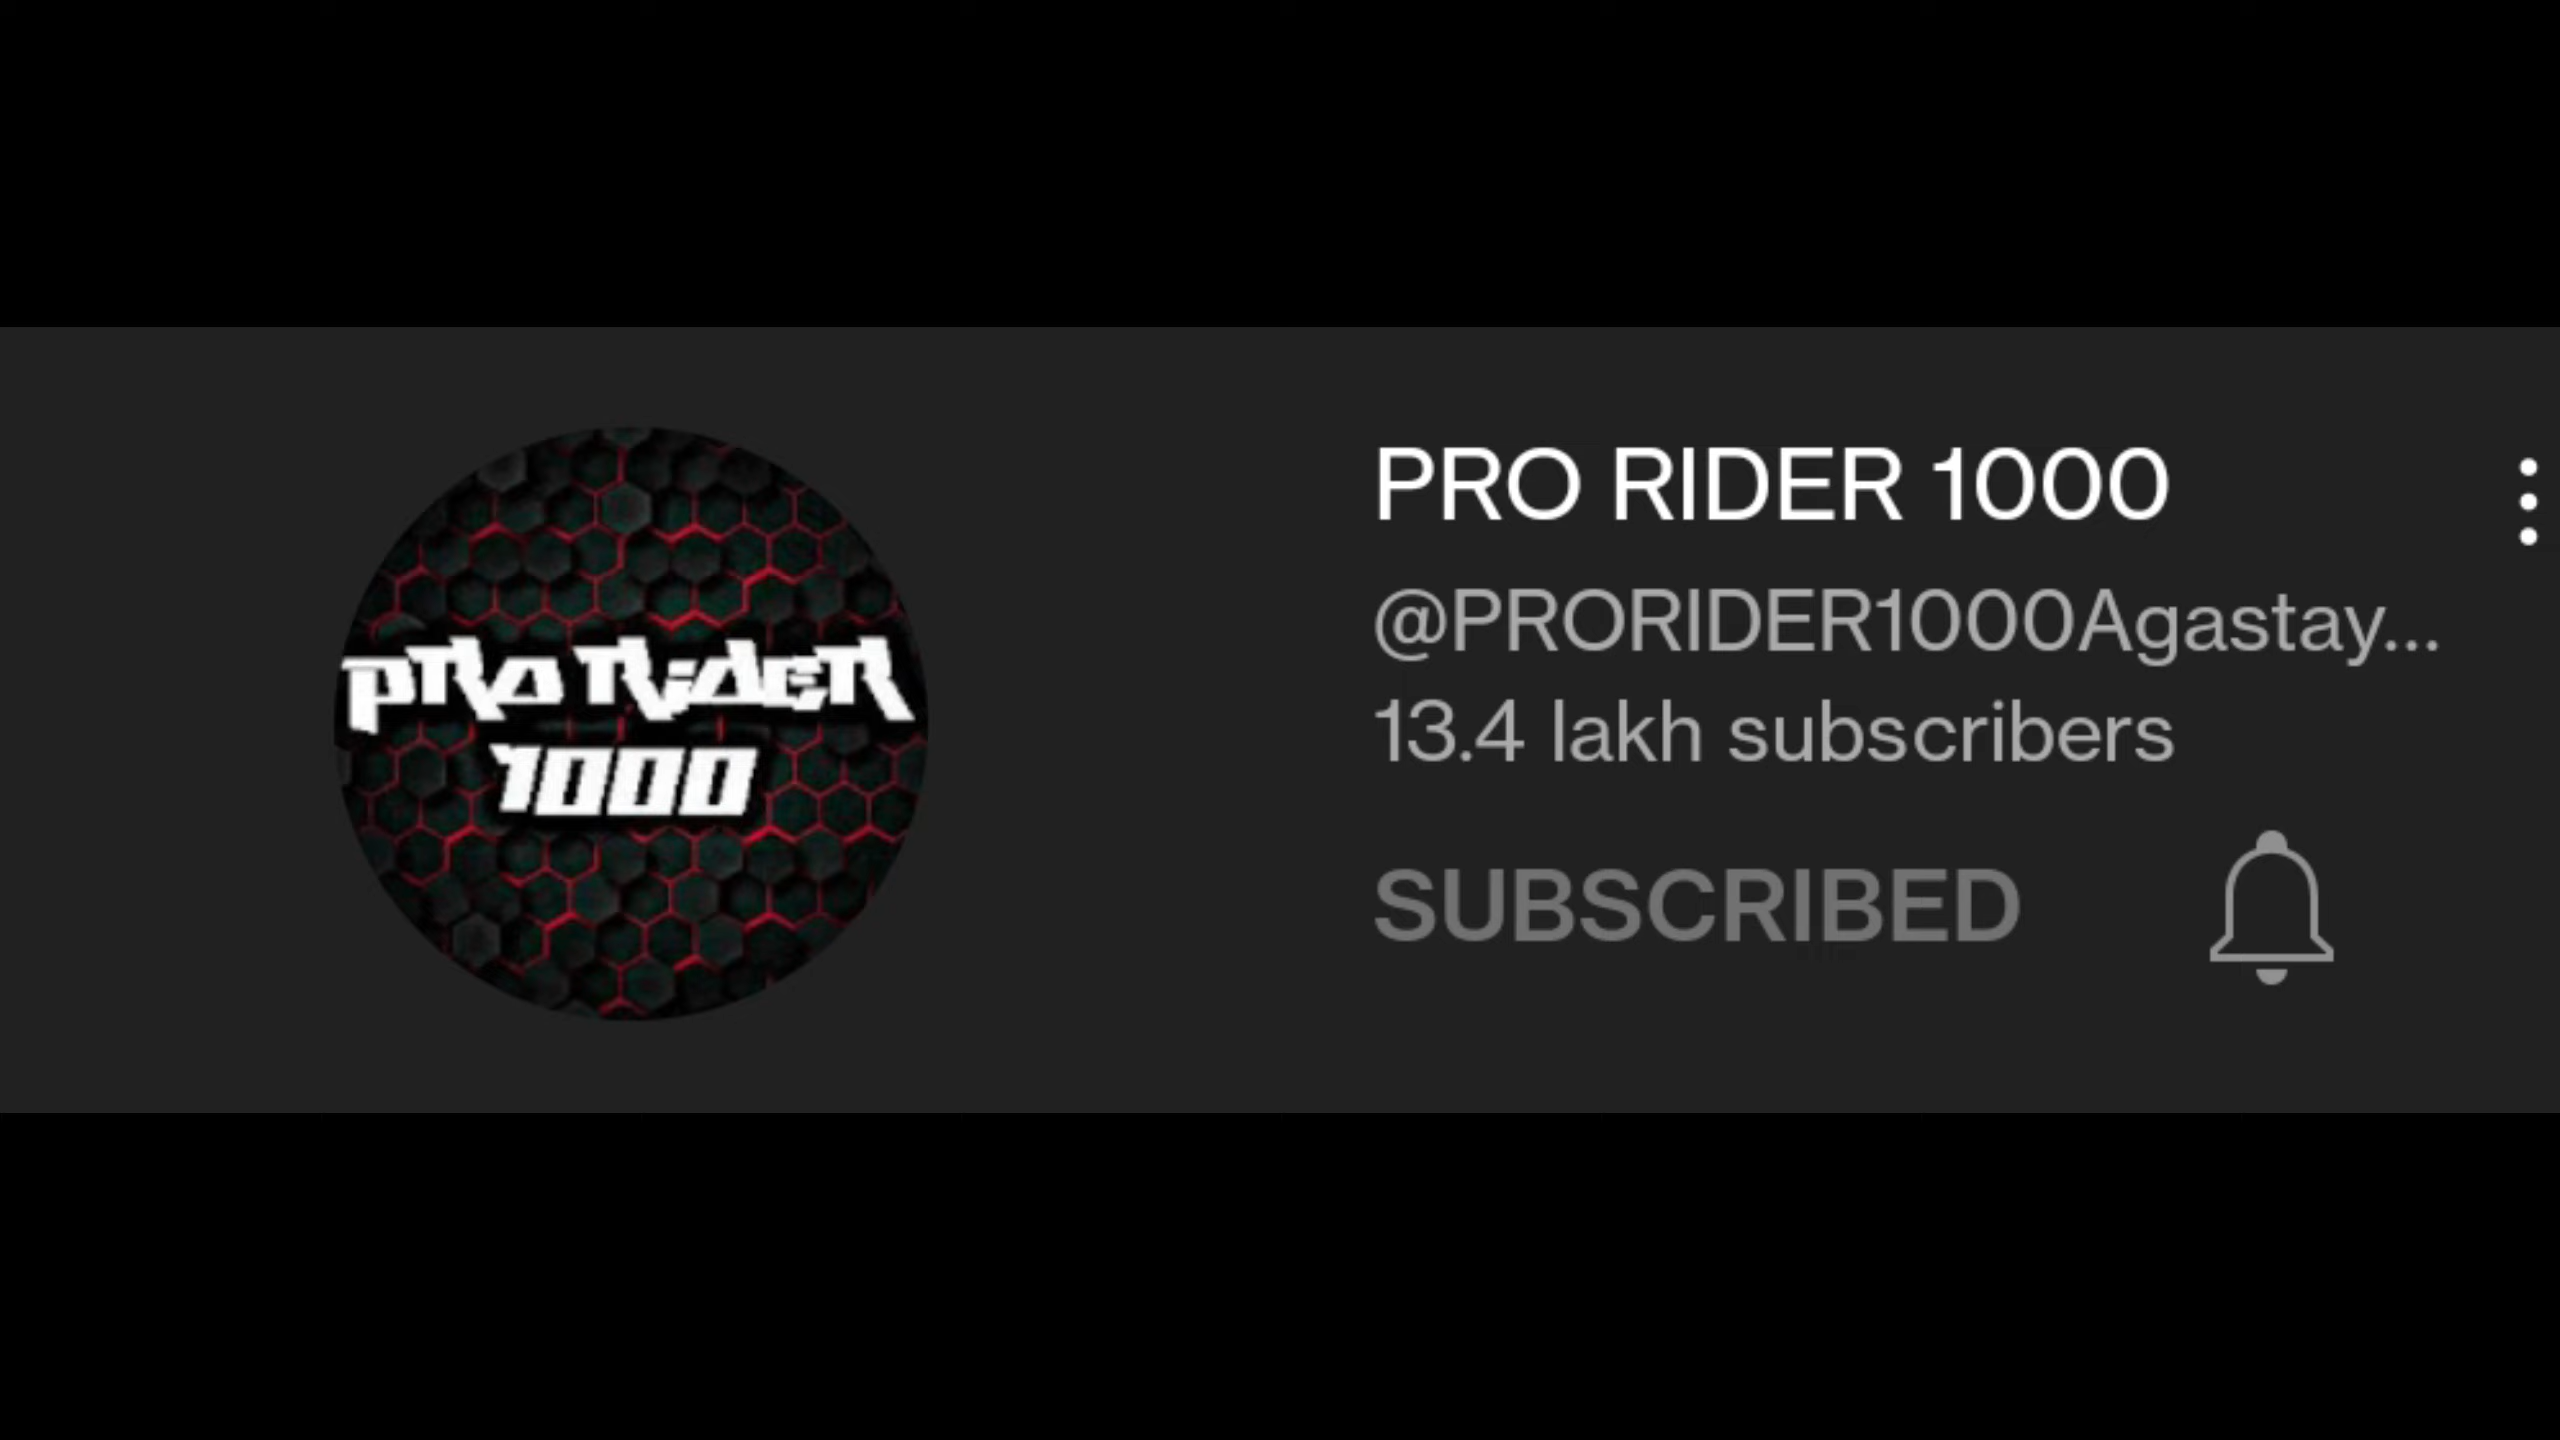 PRO RIDER
1000
PRO RIDER 1000
@PRORIDER1000Agastay...
13.4 lakh subscribers
SUBSCRIBED